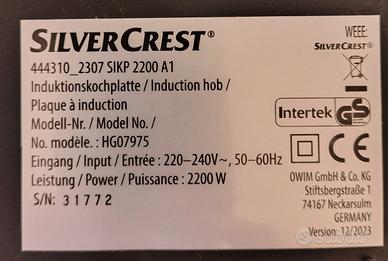 SILVERCREST®
444310_2307 SIKP 2200 A1
Induktionskochplatte / Induction hob /
Plaque à induction
Modell-Nr. / Model No. /
No. modèle. : HG07975
Eingang / Input / Entrée : 220–240V~, 50–60Hz
Leistung / Power / Puissance : 2200 W
S/N: 31772
WEEE:
SILVERCREST®
Intertek
GS
CE
OWIM GmbH & Co. KG
Stiftsbergstraße 1
74167 Neckarsulm
GERMANY
Version: 12/2023
subito